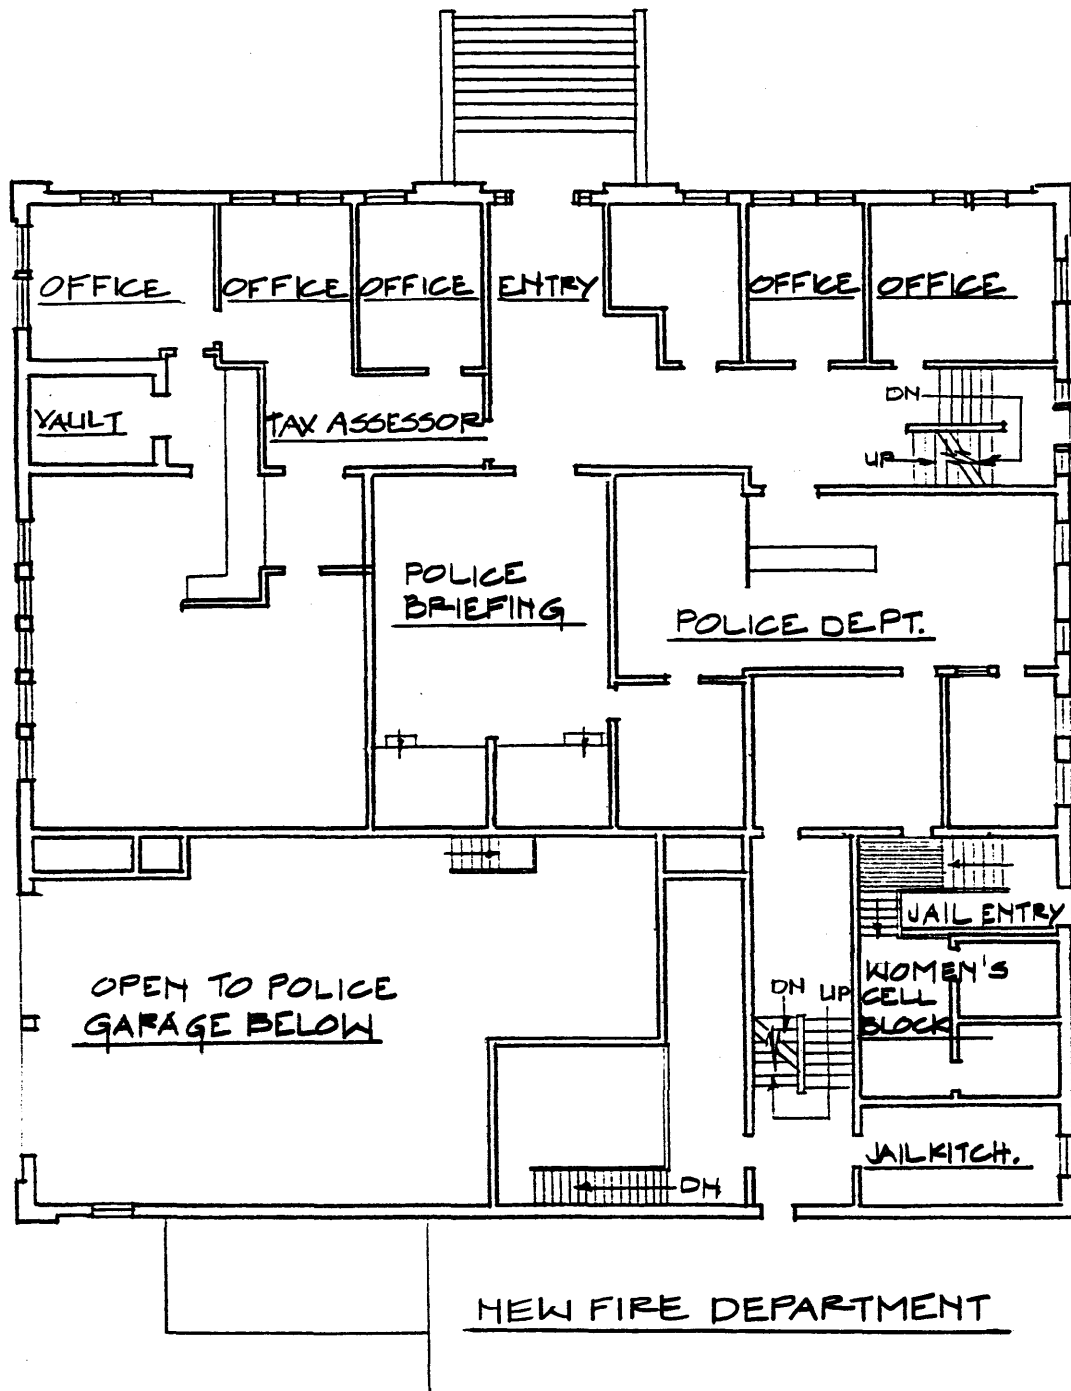 OFFICE
OFFICE
OFFICE
ENTRY
OFFICE
OFFICE
VAULT
TAX ASSESSOR
DN
UP
POLICE
BRIEFING
POLICE DEPT.
JAIL ENTRY
OPEN TO POLICE
GARAGE BELOW
DN
UP
WOMEN'S
CELL
BLOCK
JAIL KITCH.
DN
NEW FIRE DEPARTMENT